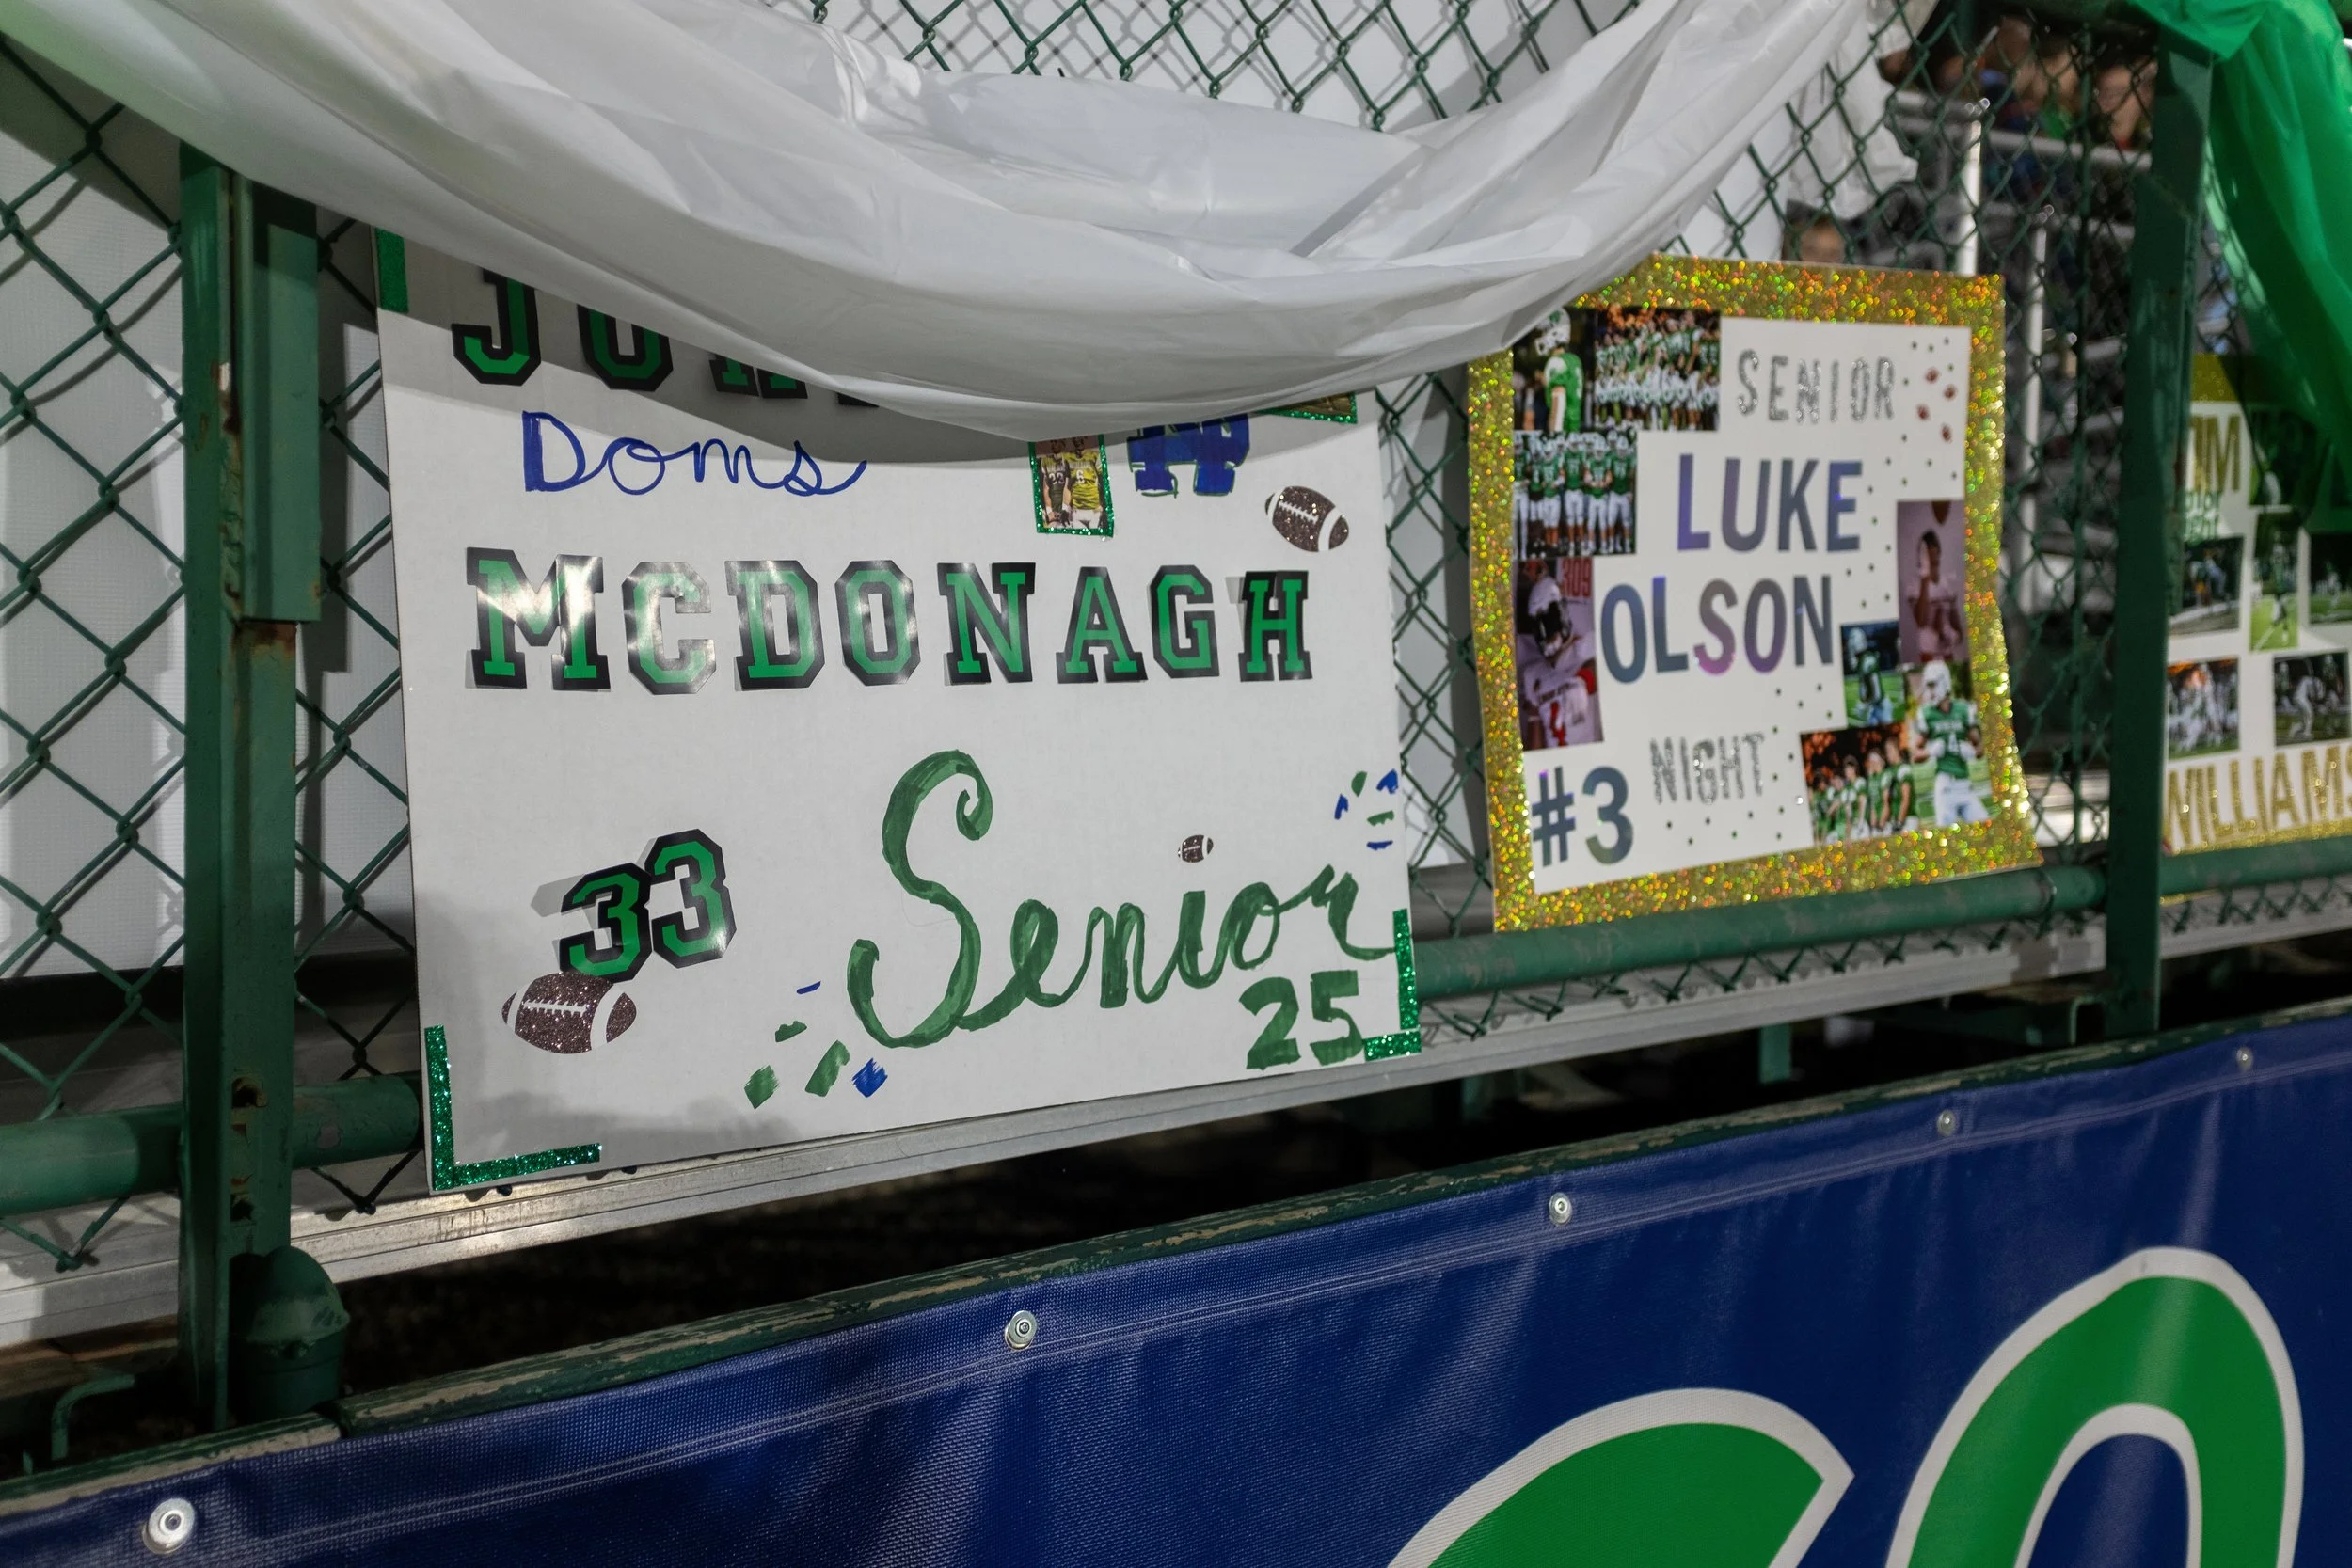 Doms
MCDONAGH
33
Senior
25
SENIOR
LUKE
OLSON
NIGHT
#3
WILLIAMS